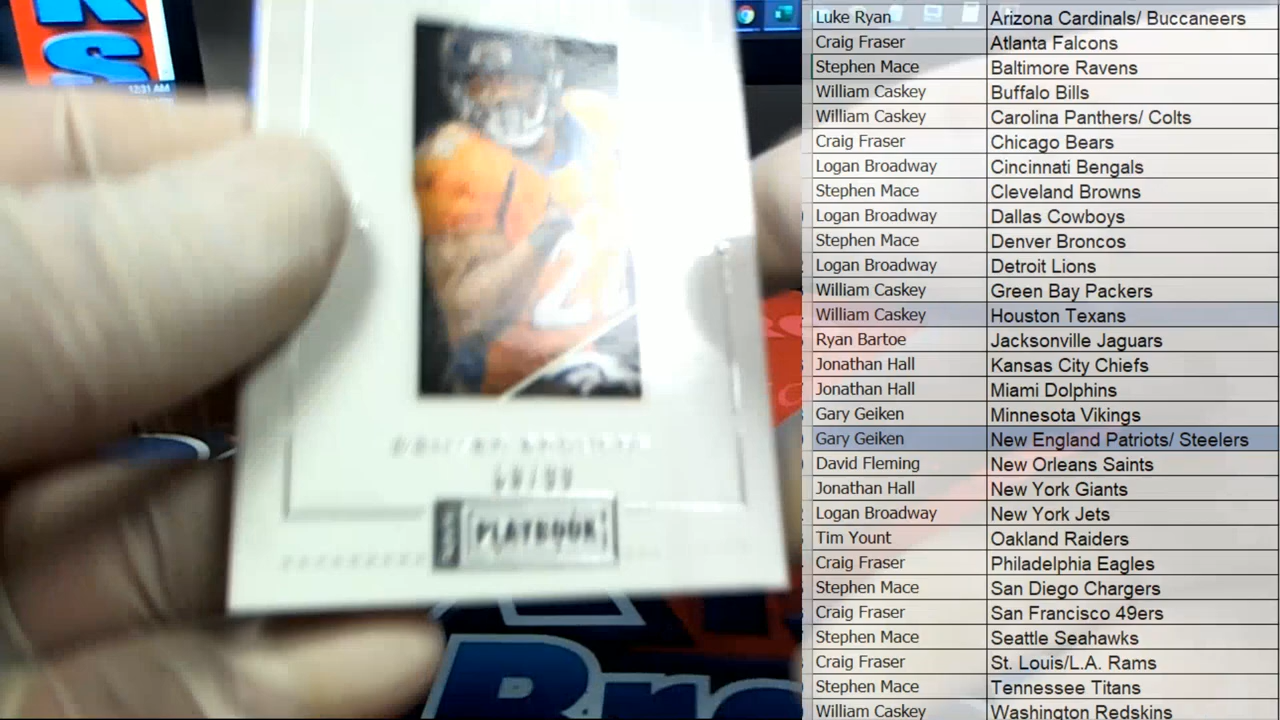 KS
12:31 AM
PLAYBOOK
Bro
Luke Ryan Arizona Cardinals/ Buccaneers
Craig Fraser Atlanta Falcons
Stephen Mace Baltimore Ravens
William Caskey Buffalo Bills
William Caskey Carolina Panthers/ Colts
Craig Fraser Chicago Bears
Logan Broadway Cincinnati Bengals
Stephen Mace Cleveland Browns
Logan Broadway Dallas Cowboys
Stephen Mace Denver Broncos
Logan Broadway Detroit Lions
William Caskey Green Bay Packers
William Caskey Houston Texans
Ryan Bartoe Jacksonville Jaguars
Jonathan Hall Kansas City Chiefs
Jonathan Hall Miami Dolphins
Gary Geiken Minnesota Vikings
Gary Geiken New England Patriots/ Steelers
David Fleming New Orleans Saints
Jonathan Hall New York Giants
Logan Broadway New York Jets
Tim Yount Oakland Raiders
Craig Fraser Philadelphia Eagles
Stephen Mace San Diego Chargers
Craig Fraser San Francisco 49ers
Stephen Mace Seattle Seahawks
Craig Fraser St. Louis/L.A. Rams
Stephen Mace Tennessee Titans
William Caskey Washington Redskins